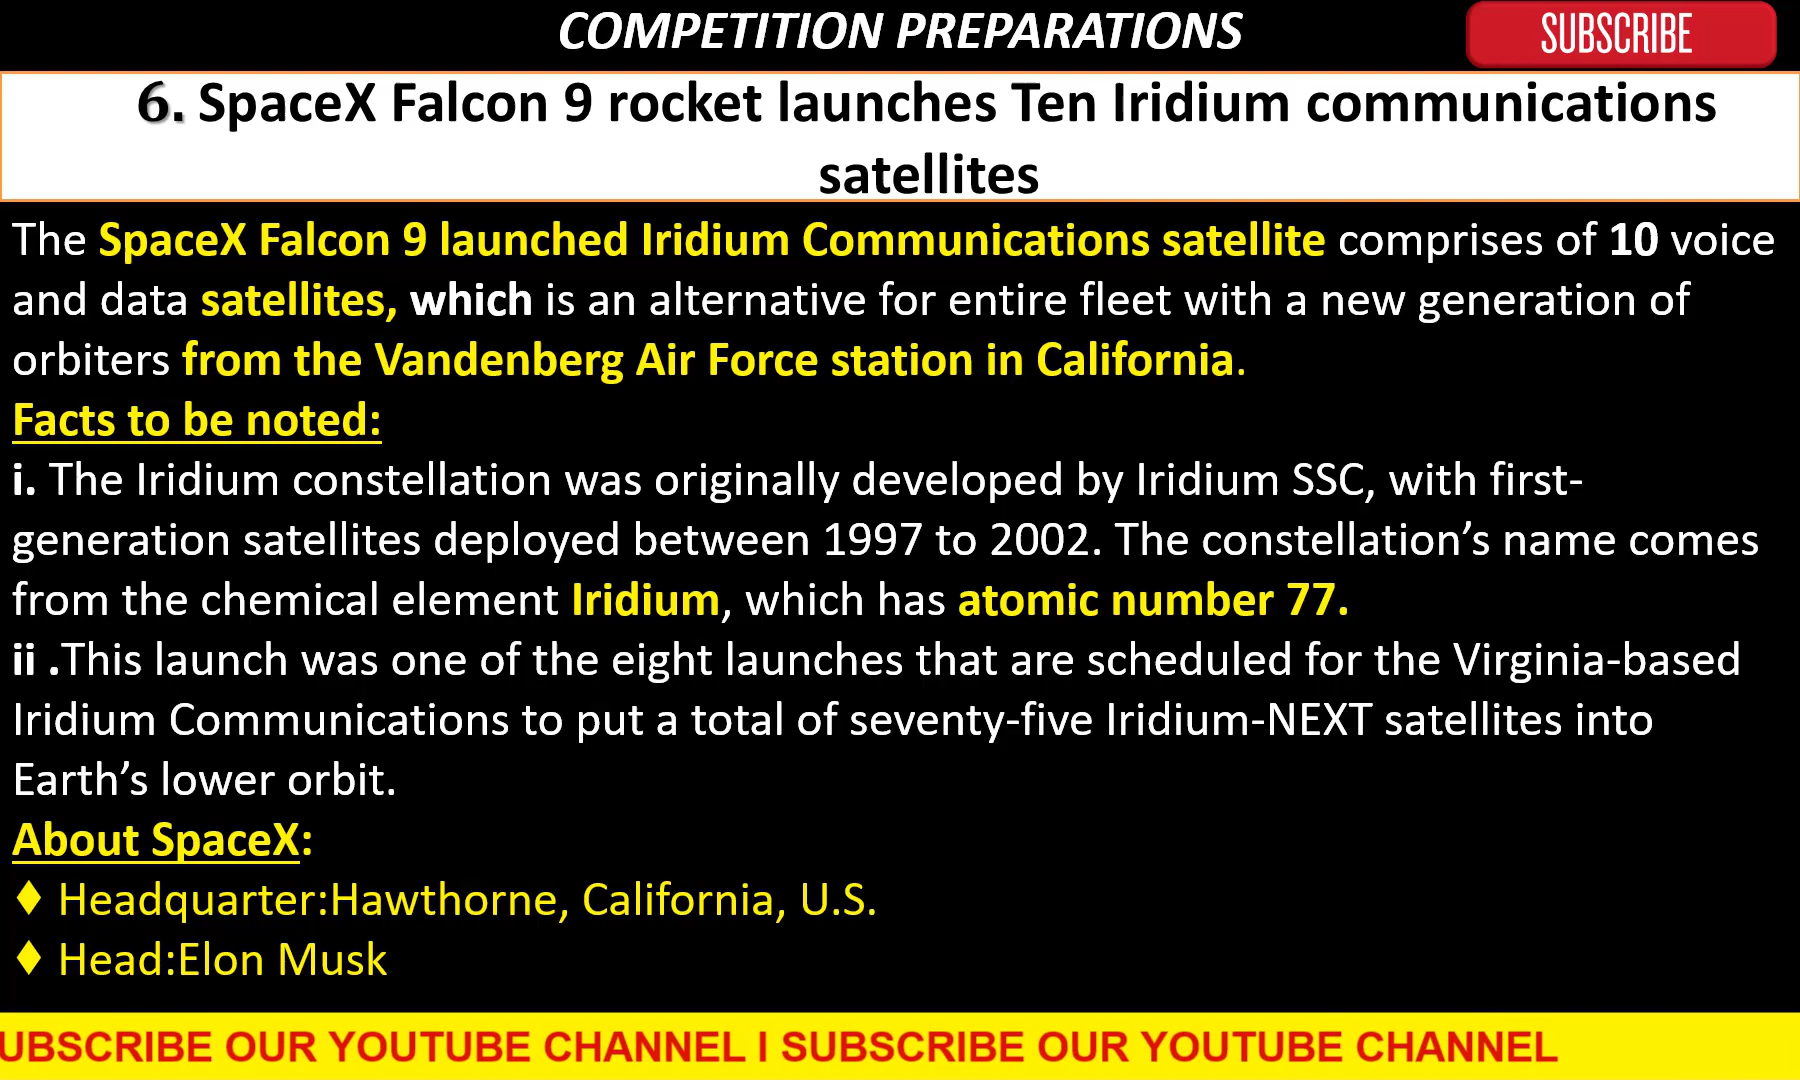 COMPETITION PREPARATIONS
SUBSCRIBE
6. SpaceX Falcon 9 rocket launches Ten Iridium communications
satellites
The SpaceX Falcon 9 launched Iridium Communications satellite comprises of 10 voice
and data satellites, which is an alternative for entire fleet with a new generation of
orbiters from the Vandenberg Air Force station in California.
Facts to be noted:
i. The Iridium constellation was originally developed by Iridium SSC, with first-
generation satellites deployed between 1997 to 2002. The constellation’s name comes
from the chemical element Iridium, which has atomic number 77.
ii .This launch was one of the eight launches that are scheduled for the Virginia-based
Iridium Communications to put a total of seventy-five Iridium-NEXT satellites into
Earth’s lower orbit.
About SpaceX:
♦ Headquarter:Hawthorne, California, U.S.
♦ Head:Elon Musk
UBSCRIBE OUR YOUTUBE CHANNEL I SUBSCRIBE OUR YOUTUBE CHANNEL